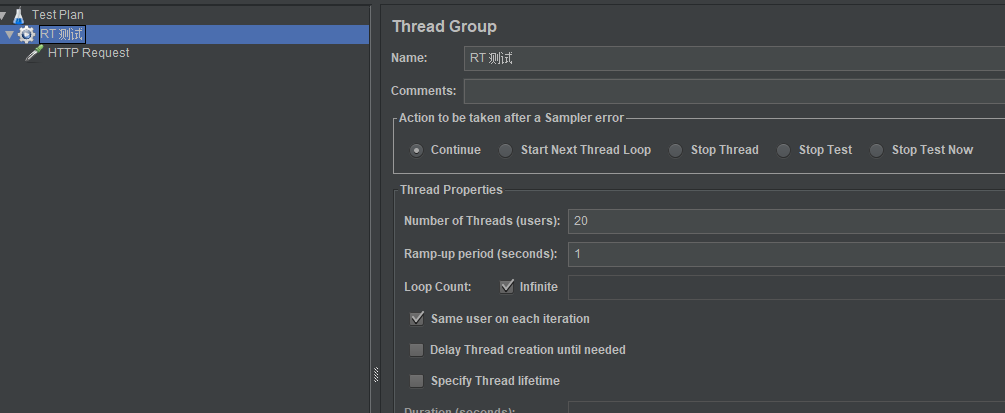 Test Plan
RT 测试
HTTP Request
Thread Group
Name: RT 测试
Comments:
Action to be taken after a Sampler error
Continue Start Next Thread Loop Stop Thread Stop Test Stop Test Now
Thread Properties
Number of Threads (users): 20
Ramp-up period (seconds): 1
Loop Count: Infinite
Same user on each iteration
Delay Thread creation until needed
Specify Thread lifetime
Duration (seconds):